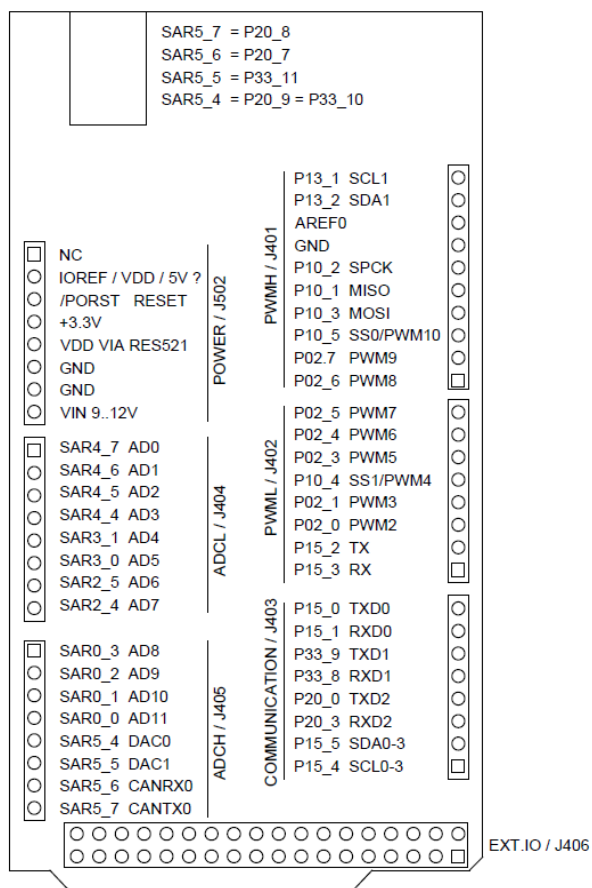 SAR5_7 = P20_8
SAR5_6 = P20_7
SAR5_5 = P33_11
SAR5_4 = P20_9 = P33_10
NC
IOREF / VDD / 5V ?
/PORST RESET
+3.3V
VDD VIA RES521
GND
GND
VIN 9..12V
POWER / J502
SAR4_7 AD0
SAR4_6 AD1
SAR4_5 AD2
SAR4_4 AD3
SAR3_1 AD4
SAR3_0 AD5
SAR2_5 AD6
SAR2_4 AD7
ADCL / J404
SAR0_3 AD8
SAR0_2 AD9
SAR0_1 AD10
SAR0_0 AD11
SAR5_4 DAC0
SAR5_5 DAC1
SAR5_6 CANRX0
SAR5_7 CANTX0
ADCH / J405
PWMH / J401
P13_1 SCL1
P13_2 SDA1
AREF0
GND
P10_2 SPCK
P10_1 MISO
P10_3 MOSI
P10_5 SS0/PWM10
P02.7 PWM9
P02_6 PWM8
PWML / J402
P02_5 PWM7
P02_4 PWM6
P02_3 PWM5
P10_4 SS1/PWM4
P02_1 PWM3
P02_0 PWM2
P15_2 TX
P15_3 RX
COMMUNICATION / J403
P15_0 TXD0
P15_1 RXD0
P33_9 TXD1
P33_8 RXD1
P20_0 TXD2
P20_3 RXD2
P15_5 SDA0-3
P15_4 SCL0-3
EXT.IO / J406